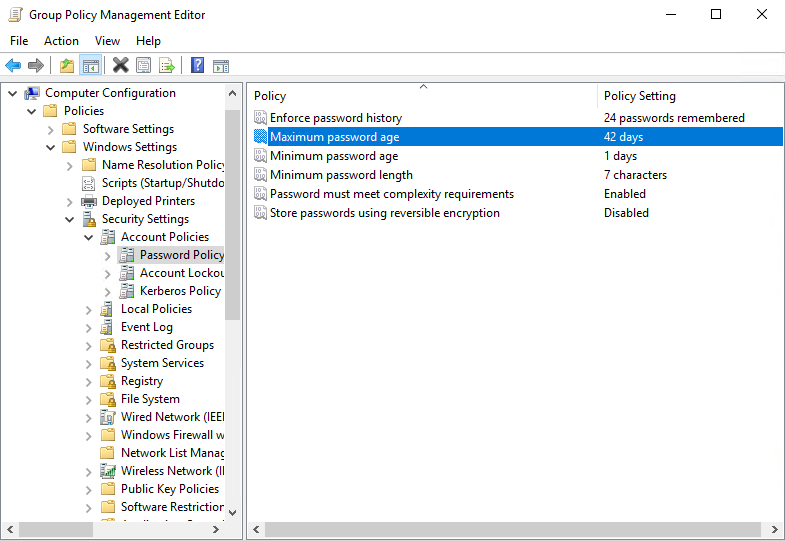 Group Policy Management Editor
File Action View Help
Computer Configuration
Policies
Software Settings
Windows Settings
Name Resolution Policy
Scripts (Startup/Shutdo
Deployed Printers
Security Settings
Account Policies
Password Policy
Account Lockou
Kerberos Policy
Local Policies
Event Log
Restricted Groups
System Services
Registry
File System
Wired Network (IEEE
Windows Firewall w
Network List Manag
Wireless Network (I
Public Key Policies
Software Restriction
Policy Policy Setting
Enforce password history 24 passwords remembered
Maximum password age 42 days
Minimum password age 1 days
Minimum password length 7 characters
Password must meet complexity requirements Enabled
Store passwords using reversible encryption Disabled